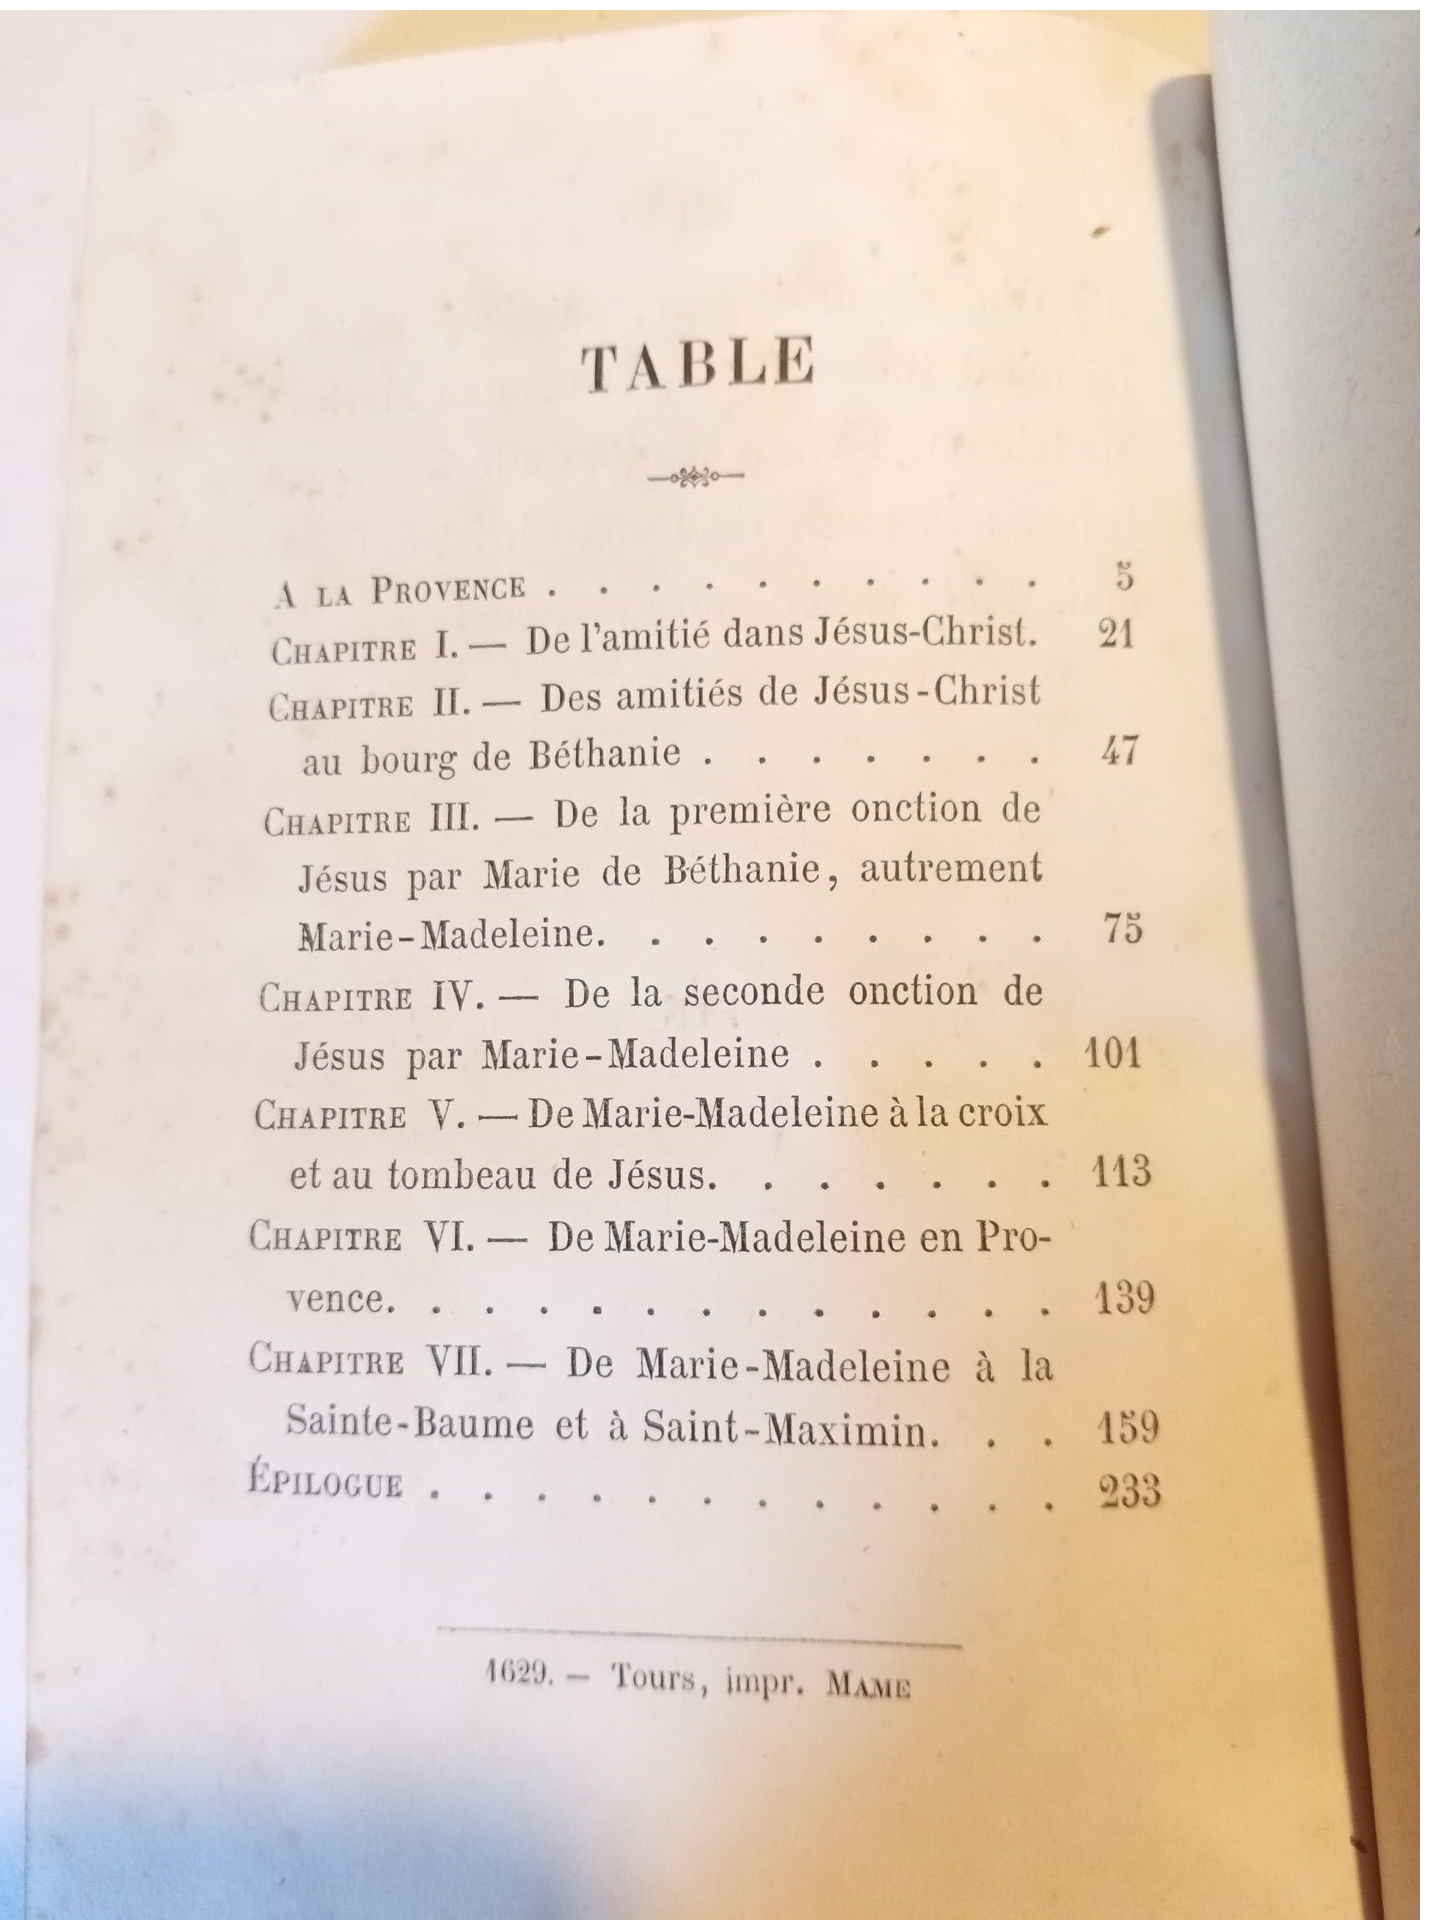 TABLE
A LA PROVENCE . . . . . . . . . . 5
CHAPITRE I. — De l'amitié dans Jésus-Christ. 21
CHAPITRE II. — Des amitiés de Jésus-Christ
au bourg de Béthanie . . . . . . . 47
CHAPITRE III. — De la première onction de
Jésus par Marie de Béthanie, autrement
Marie-Madeleine. . . . . . . . . 75
CHAPITRE IV. — De la seconde onction de
Jésus par Marie-Madeleine . . . . . 101
CHAPITRE V. — De Marie-Madeleine à la croix
et au tombeau de Jésus. . . . . . . 113
CHAPITRE VI. — De Marie-Madeleine en Pro-
vence. . . . . . . . . . . . . 139
CHAPITRE VII. — De Marie-Madeleine à la
Sainte-Baume et à Saint-Maximin. . . 159
ÉPILOGUE . . . . . . . . . . . . 233
1629. — Tours, impr. MAME